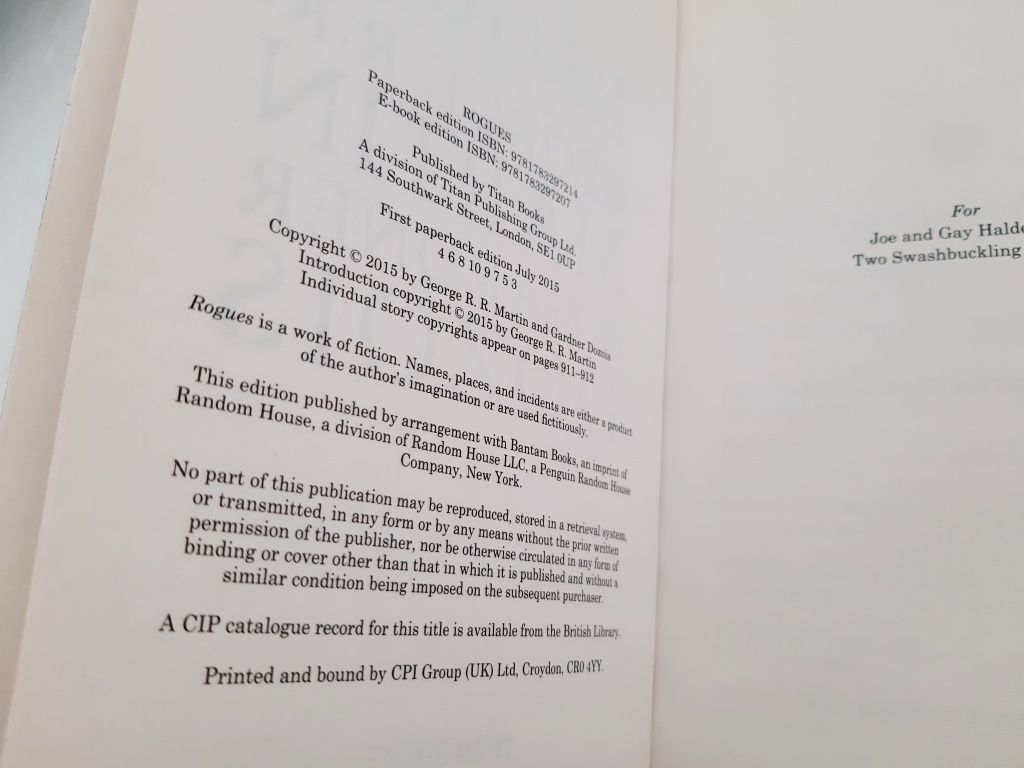 ROGUES
Paperback edition ISBN: 9781783297214
E-book edition ISBN: 9781783297207
Published by Titan Books
A division of Titan Publishing Group Ltd.
144 Southwark Street, London, SE1 0UP
First paperback edition July 2015
4 6 8 10 9 7 5 3
Copyright © 2015 by George R. R. Martin and Gardner Dozois
Introduction copyright © 2015 by George R. R. Martin
Individual story copyrights appear on pages 911–912
Rogues is a work of fiction. Names, places, and incidents are either a product
of the author's imagination or are used fictitiously.
This edition published by arrangement with Bantam Books, an imprint of
Random House, a division of Random House LLC, a Penguin Random House
Company, New York.
No part of this publication may be reproduced, stored in a retrieval system,
or transmitted, in any form or by any means without the prior written
permission of the publisher, nor be otherwise circulated in any form of
binding or cover other than that in which it is published and without a
similar condition being imposed on the subsequent purchaser.
A CIP catalogue record for this title is available from the British Library.
Printed and bound by CPI Group (UK) Ltd, Croydon, CR0 4YY.
For
Joe and Gay Halde
Two Swashbuckling